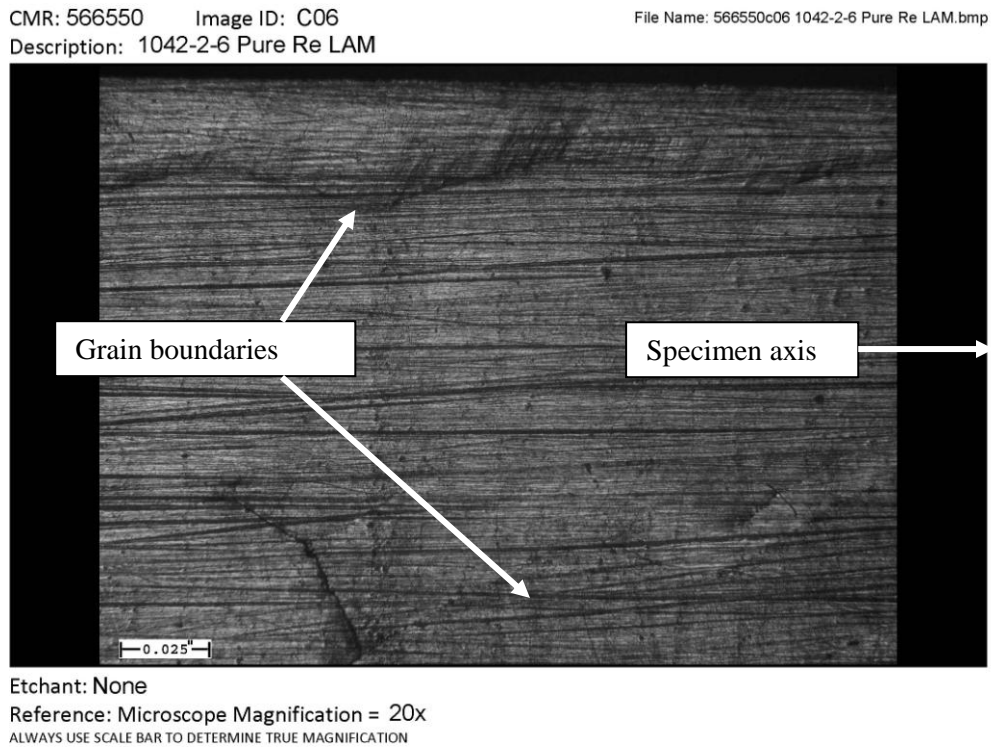 CMR: 566550 Image ID: C06 File Name: 566550c06 1042-2-6 Pure Re LAM.bmp
Description: 1042-2-6 Pure Re LAM
Grain boundaries
Specimen axis
0.025"
Etchant: None
Reference: Microscope Magnification = 20x
ALWAYS USE SCALE BAR TO DETERMINE TRUE MAGNIFICATION